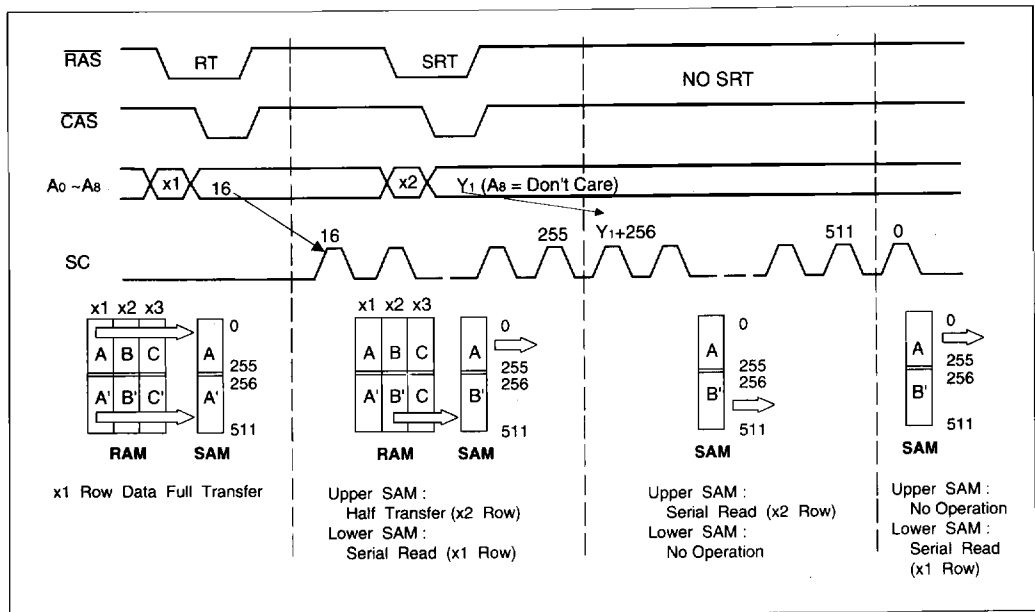 RAS RT SRT NO SRT
CAS
A0 ~A8 x1 16 x2 Y1 (A8 = Don't Care)
SC 16 255 Y1+256 511 0
x1 x2 x3
A B C
A' B' C'
RAM
A
A'
SAM
0
255
256
511
x1 Row Data Full Transfer
x1 x2 x3
A B C
A' B' C'
RAM
A
B'
SAM
0
255
256
511
Upper SAM :
Half Transfer (x2 Row)
Lower SAM :
Serial Read (x1 Row)
A
B'
SAM
0
255
256
511
Upper SAM :
Serial Read (x2 Row)
Lower SAM :
No Operation
A
B'
SAM
0
255
256
511
Upper SAM :
No Operation
Lower SAM :
Serial Read
(x1 Row)